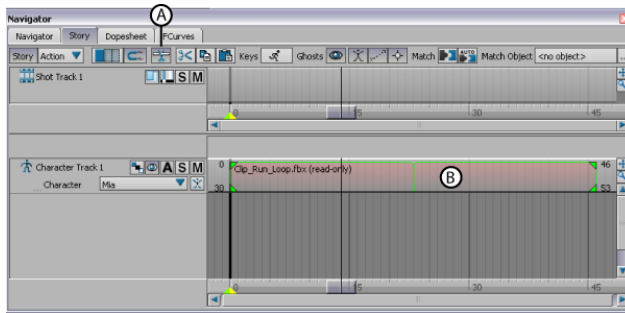 Navigator
A
Navigator Story Dopesheet FCurves
Story Action Keys Ghosts Match AUTO Match Object <no object> ...
Shot Track 1 S M
0 15 30 45
Character Track 1 A S M 0 Clip_Run_Loop.fbx (read-only) 46
... Character Mia 30 B 53
0 15 30 45